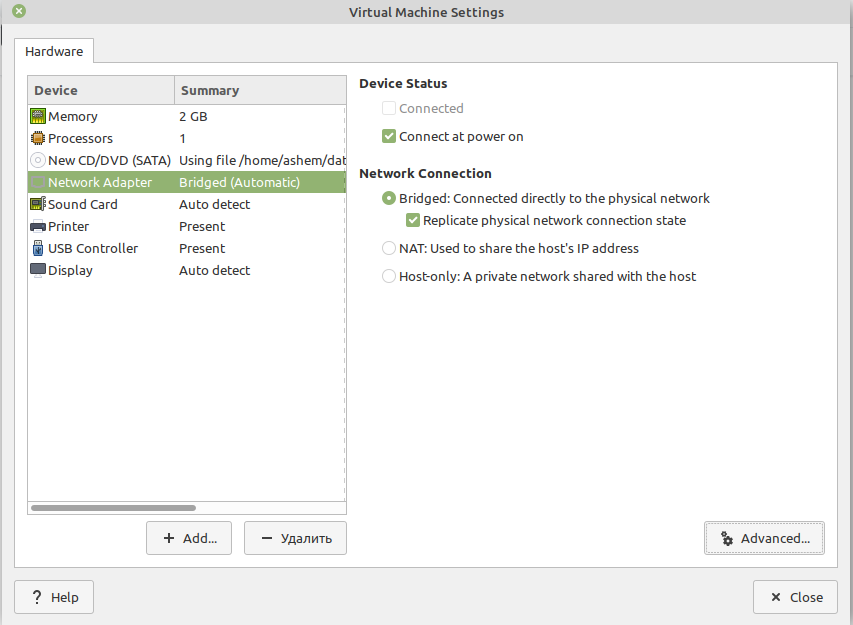 Virtual Machine Settings
Hardware
Device Summary
Memory 2 GB
Processors 1
New CD/DVD (SATA) Using file /home/ashem/dat
Network Adapter Bridged (Automatic)
Sound Card Auto detect
Printer Present
USB Controller Present
Display Auto detect
+ Add...
− Удалить
Device Status
Connected
Connect at power on
Network Connection
Bridged: Connected directly to the physical network
Replicate physical network connection state
NAT: Used to share the host's IP address
Host-only: A private network shared with the host
Advanced...
? Help
× Close